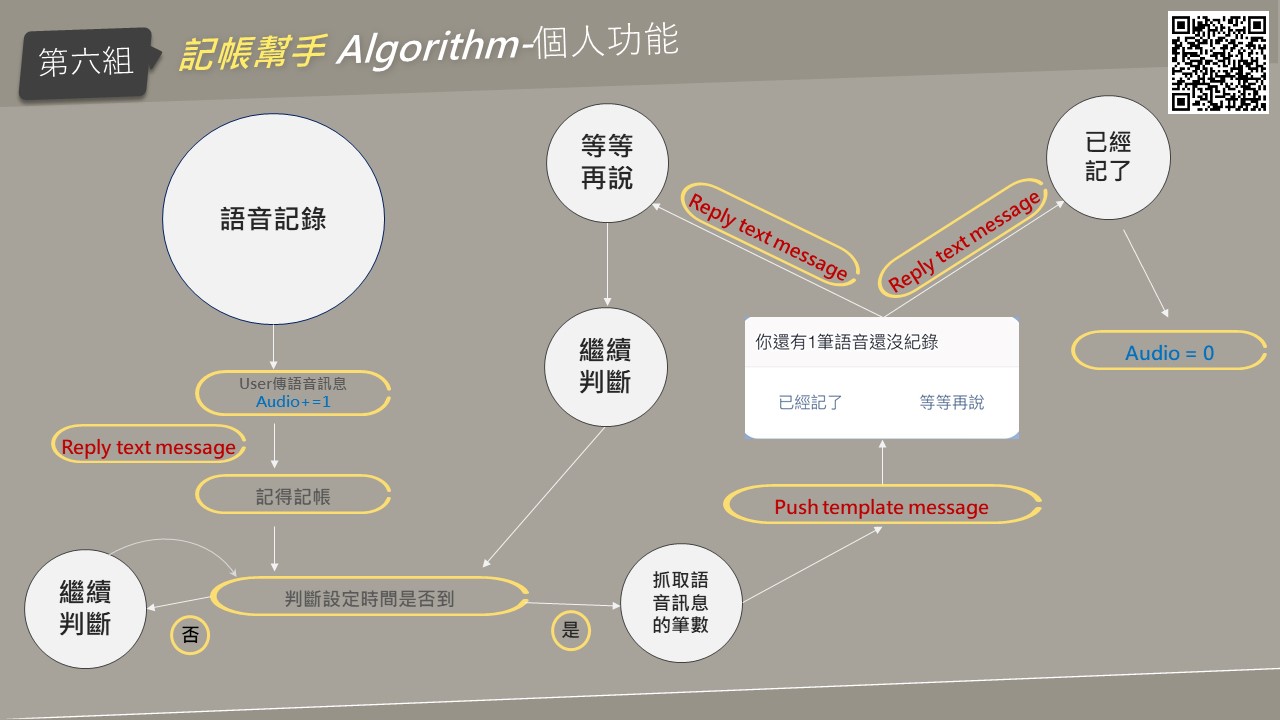 第六組
記帳幫手 Algorithm-個人功能
語音記錄
User傳語音訊息
Audio+=1
Reply text message
記得記帳
判斷設定時間是否到
繼續
判斷
否
是
抓取語
音訊息
的筆數
Push template message
你還有1筆語音還沒紀錄
已經記了
等等再說
Reply text message
等等
再說
繼續
判斷
Reply text message
已經
記了
Audio = 0